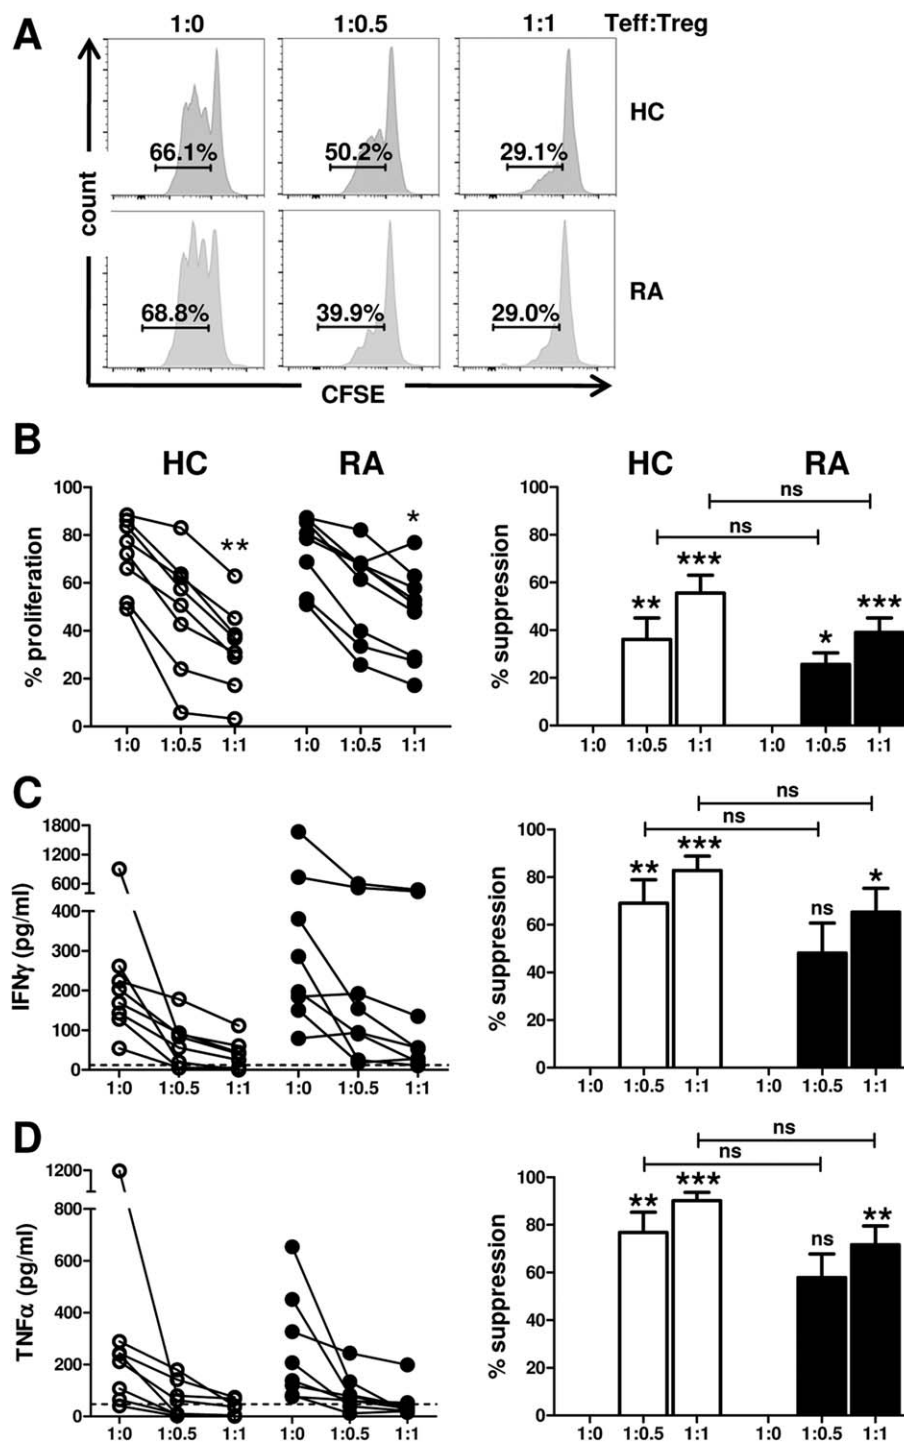 A
1:0 1:0.5 1:1 Teff:Treg
66.1% 50.2% 29.1% HC
count
68.8% 39.9% 29.0% RA
CFSE
B
HC RA
100
80
60
40
20
0
% proliferation
** *
1:0 1:0.5 1:1 1:0 1:0.5 1:1
HC RA
ns
ns
100
80
60
40
20
0
% suppression
** *** * ***
1:0 1:0.5 1:1 1:0 1:0.5 1:1
C
1800
1200
600
400
300
200
100
0
IFNγ (pg/ml)
1:0 1:0.5 1:1 1:0 1:0.5 1:1
ns
ns
100
80
60
40
20
0
% suppression
** *** ns *
1:0 1:0.5 1:1 1:0 1:0.5 1:1
D
1200
800
600
400
200
0
TNFα (pg/ml)
1:0 1:0.5 1:1 1:0 1:0.5 1:1
ns
ns
100
80
60
40
20
0
% suppression
** *** ns **
1:0 1:0.5 1:1 1:0 1:0.5 1:1